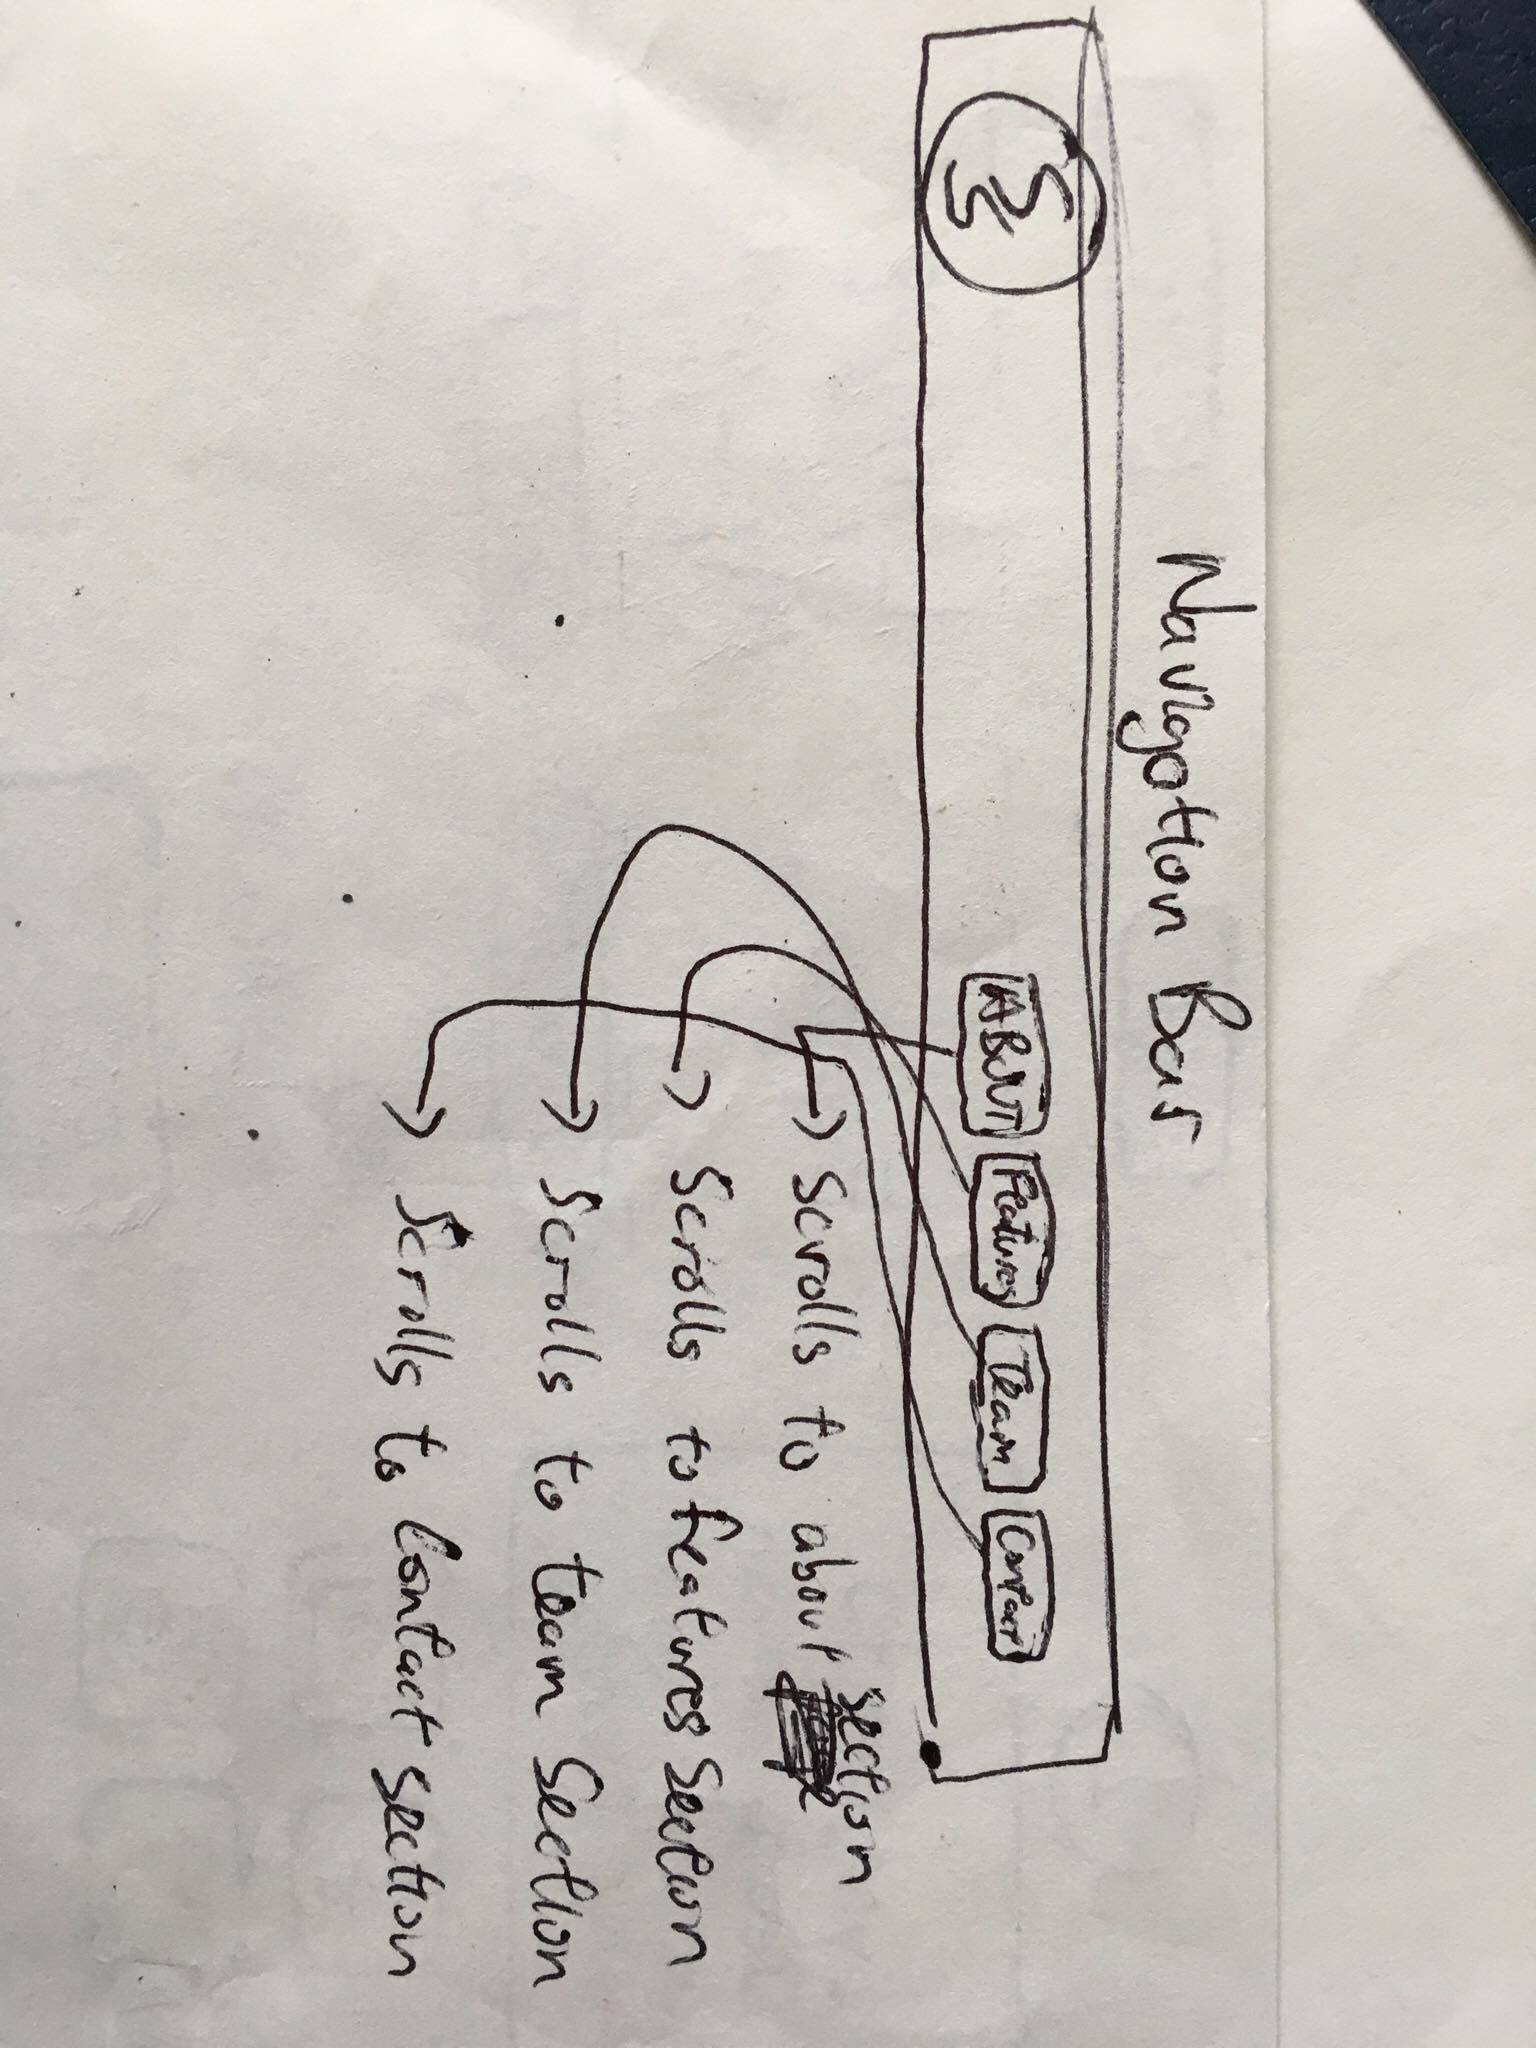 Navigation Bar
ABOUT Features Team Contact
Scrolls to about section
Scrolls to features Section
Scrolls to team Section
Scrolls to Contact section